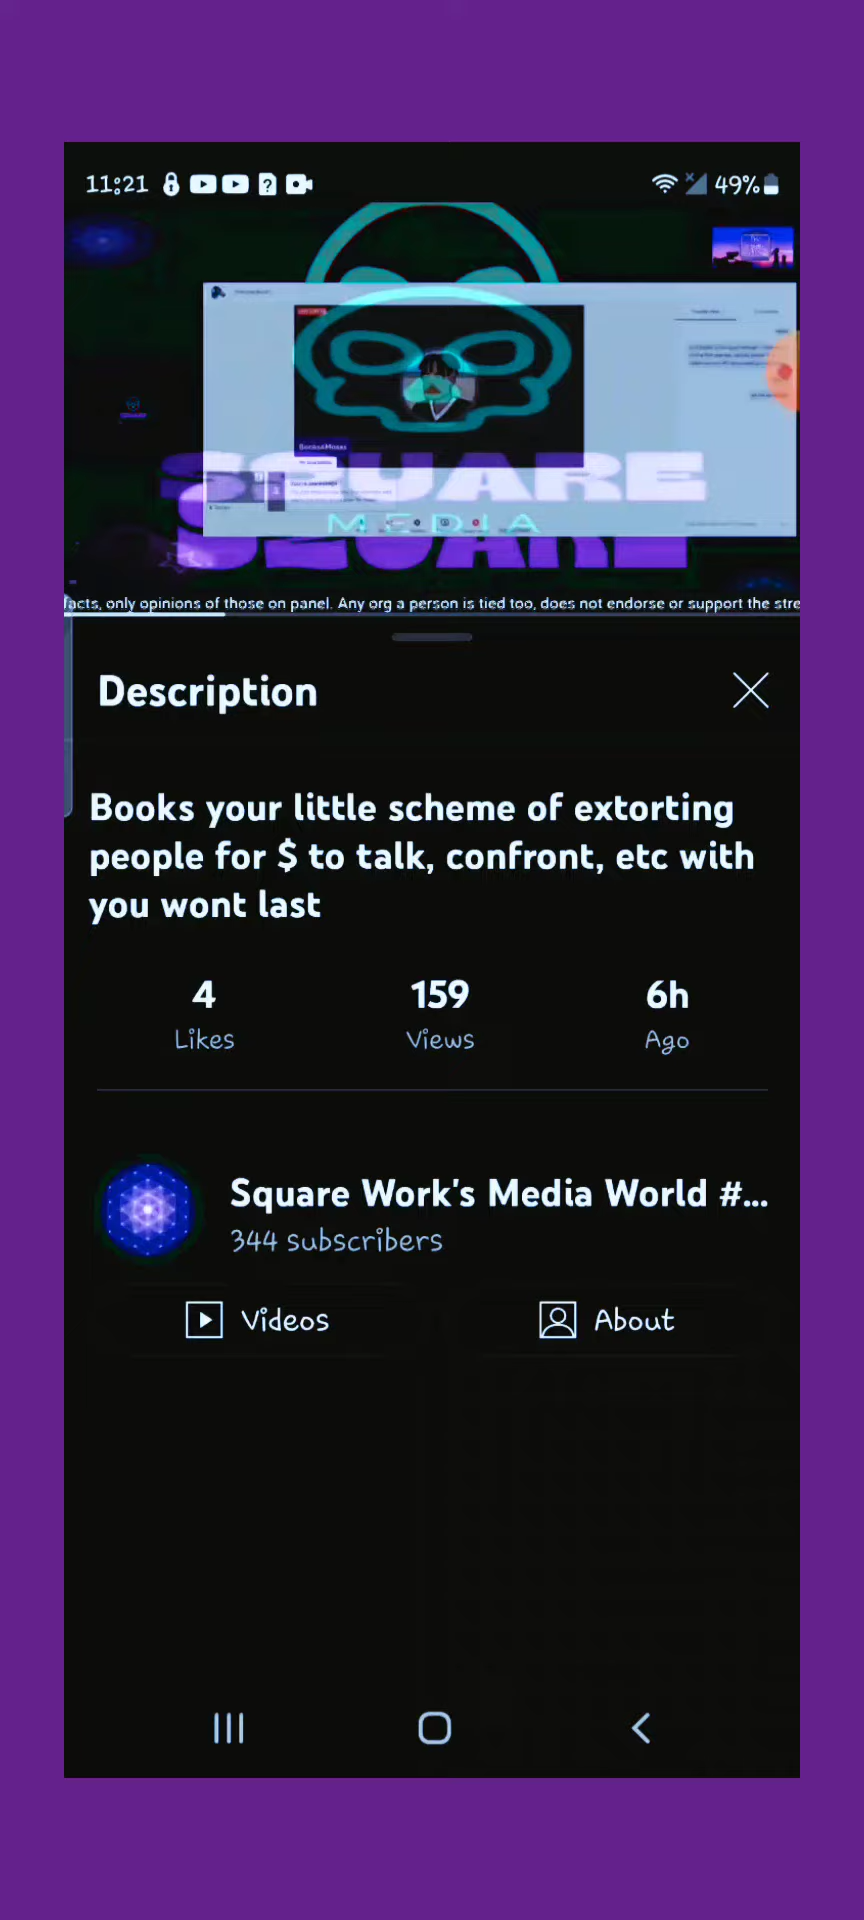 11:21
49%
SQUARE
MEDIA
SQUARE
facts, only opinions of those on panel. Any org a person is tied too, does not endorse or support the stre
Description
Books your little scheme of extorting
people for $ to talk, confront, etc with
you wont last
4 159 6h
Likes Views Ago
Square Work's Media World #...
344 subscribers
Videos About